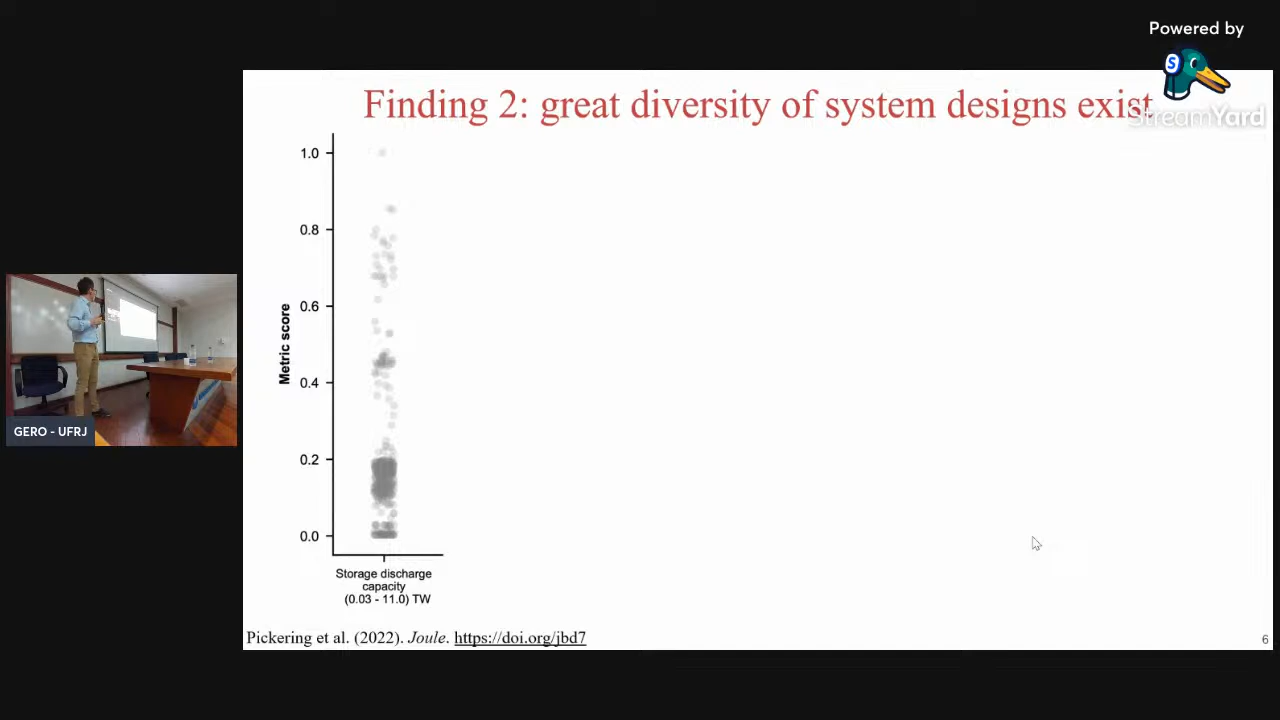 Powered by
S
StreamYard
Finding 2: great diversity of system designs exist
1.0
0.8
0.6
0.4
0.2
0.0
Metric score
Storage discharge
capacity
(0.03 - 11.0) TW
GERO - UFRJ
Pickering et al. (2022). Joule. https://doi.org/jbd7
6